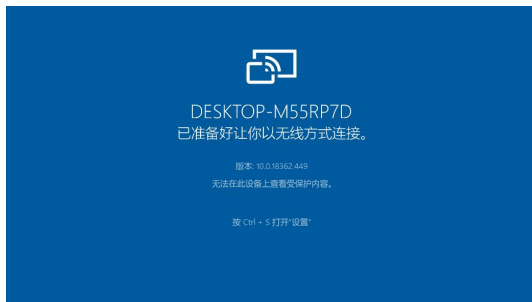 DESKTOP-M55RP7D
已准备好让你以无线方式连接。
版本: 10.0.18362.449
无法在此设备上查看受保护内容。
按 Ctrl + S 打开"设置"